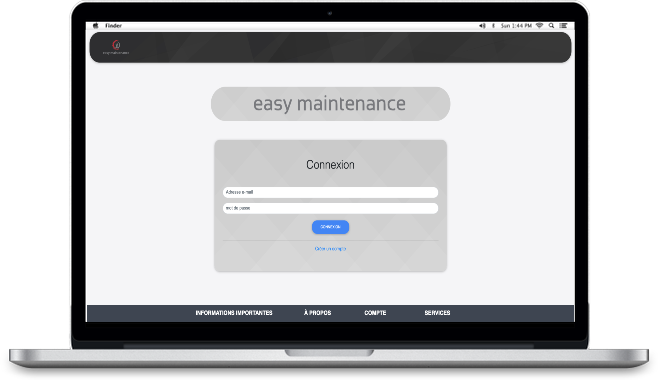 Finder
Sun 1:44 PM
easy maintenance
Connexion
Adresse e-mail
mot de passe
CONNEXION
Créer un compte
INFORMATIONS IMPORTANTES À PROPOS COMPTE SERVICES